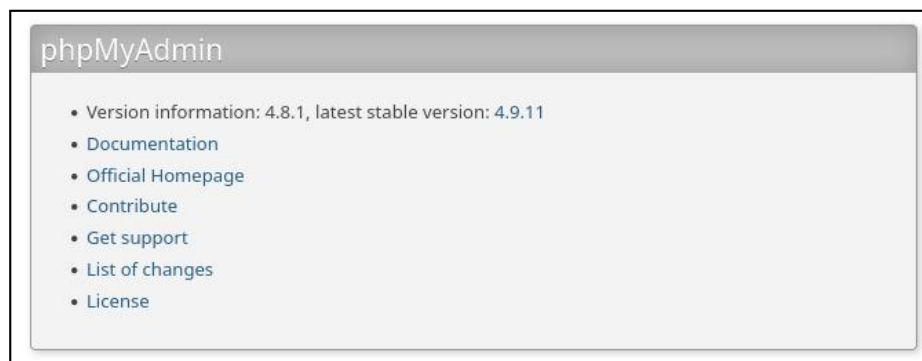 phpMyAdmin
Version information: 4.8.1, latest stable version: 4.9.11
Documentation
Official Homepage
Contribute
Get support
List of changes
License